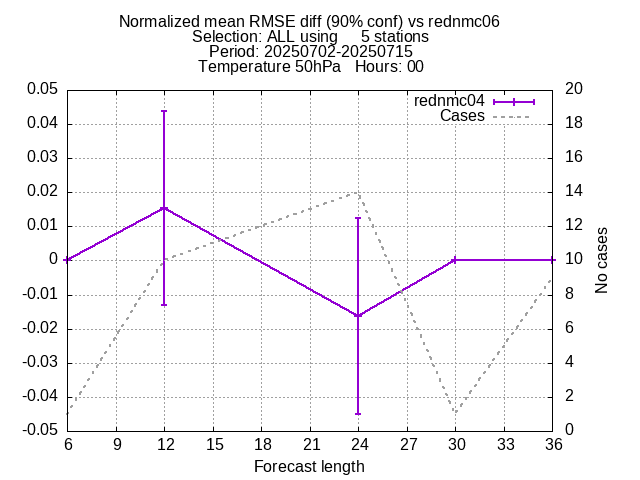 Normalized mean RMSE diff (90% conf) vs rednmc06
Selection: ALL using     5 stations
Period: 20250702-20250715
Temperature 50hPa   Hours: 00
rednmc04
Cases
0.05
0.04
0.03
0.02
0.01
0
-0.01
-0.02
-0.03
-0.04
-0.05
20
18
16
14
12
10
8
6
4
2
0
No cases
6 9 12 15 18 21 24 27 30 33 36
Forecast length